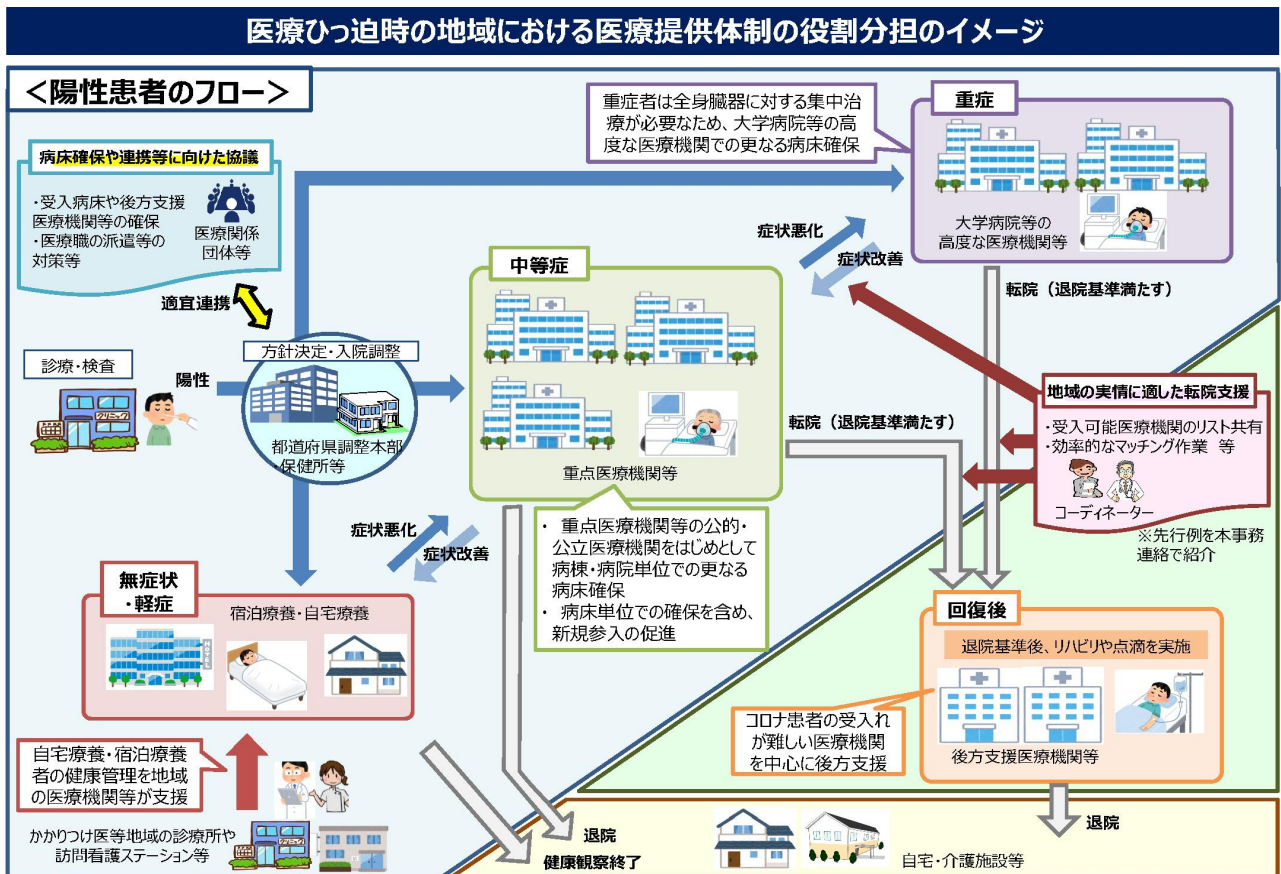 医療ひっ迫時の地域における医療提供体制の役割分担のイメージ
＜陽性患者のフロー＞
病床確保や連携等に向けた協議
・受入病床や後方支援
医療機関等の確保
・医療職の派遣等の
対策等
医療関係
団体等
適宜連携
診療・検査
クリニック
陽性
方針決定・入院調整
都道府県調整本部
・保健所等
重症者は全身臓器に対する集中治
療が必要なため、大学病院等の高
度な医療機関での更なる病床確保
重症
大学病院等の
高度な医療機関等
症状悪化
症状改善
転院（退院基準満たす）
中等症
重点医療機関等
・ 重点医療機関等の公的・
公立医療機関をはじめとして
病棟・病院単位での更なる
病床確保
・ 病床単位での確保を含め、
新規参入の促進
転院（退院基準満たす）
地域の実情に適した転院支援
・受入可能医療機関のリスト共有
・効率的なマッチング作業 等
コーディネーター
※先行例を本事務
連絡で紹介
症状悪化
症状改善
無症状
・軽症
宿泊療養・自宅療養
HOTEL
自宅療養・宿泊療養
者の健康管理を地域
の医療機関等が支援
かかりつけ医等地域の診療所や
訪問看護ステーション等
クリニック
回復後
退院基準後、リハビリや点滴を実施
後方支援医療機関等
コロナ患者の受入れ
が難しい医療機関
を中心に後方支援
退院
健康観察終了
退院
自宅・介護施設等